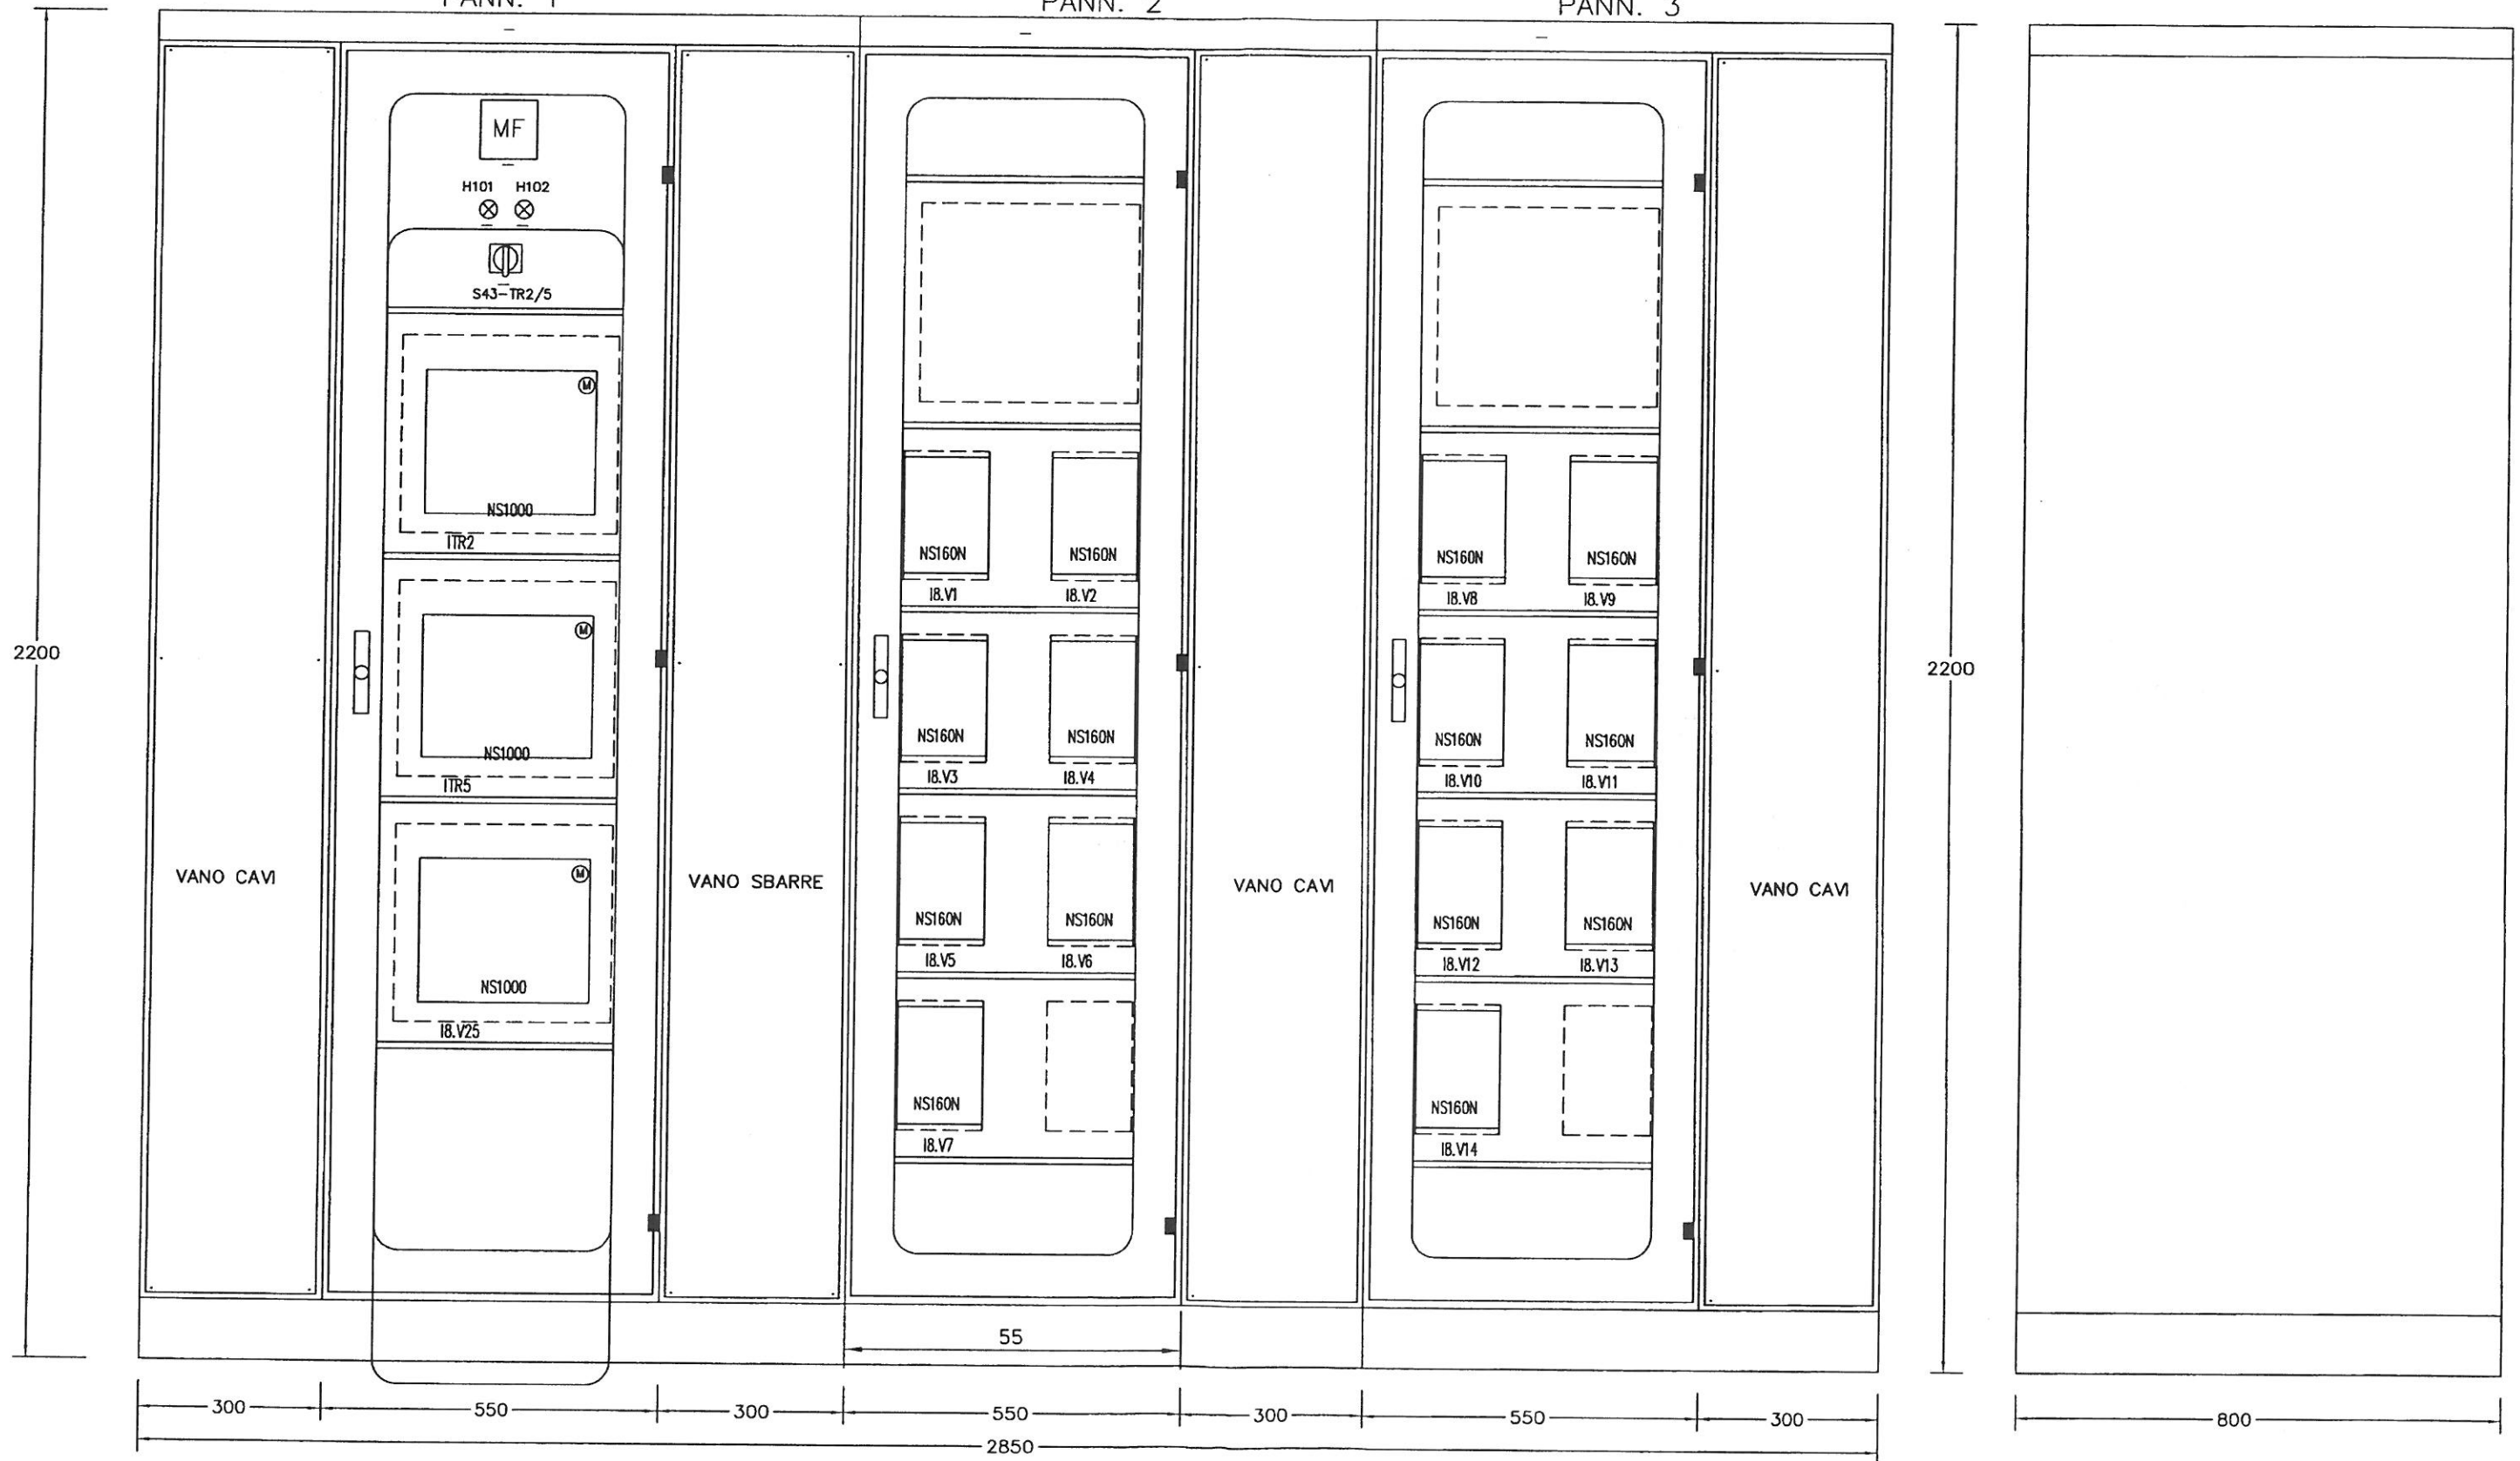 PANN. 1
PANN. 2
PANN. 3
MF
H101 H102
S43-TR2/5
M
NS1000
ITR2
M
NS1000
ITR5
M
NS1000
I8.V25
VANO CAVI
VANO SBARRE
NS160N NS160N
I8.V1 I8.V2
NS160N NS160N
I8.V3 I8.V4
NS160N NS160N
I8.V5 I8.V6
NS160N
I8.V7
VANO CAVI
NS160N NS160N
I8.V8 I8.V9
NS160N NS160N
I8.V10 I8.V11
NS160N NS160N
I8.V12 I8.V13
NS160N
I8.V14
VANO CAVI
2200
2200
55
300 550 300 550 300 550 300
2850
800